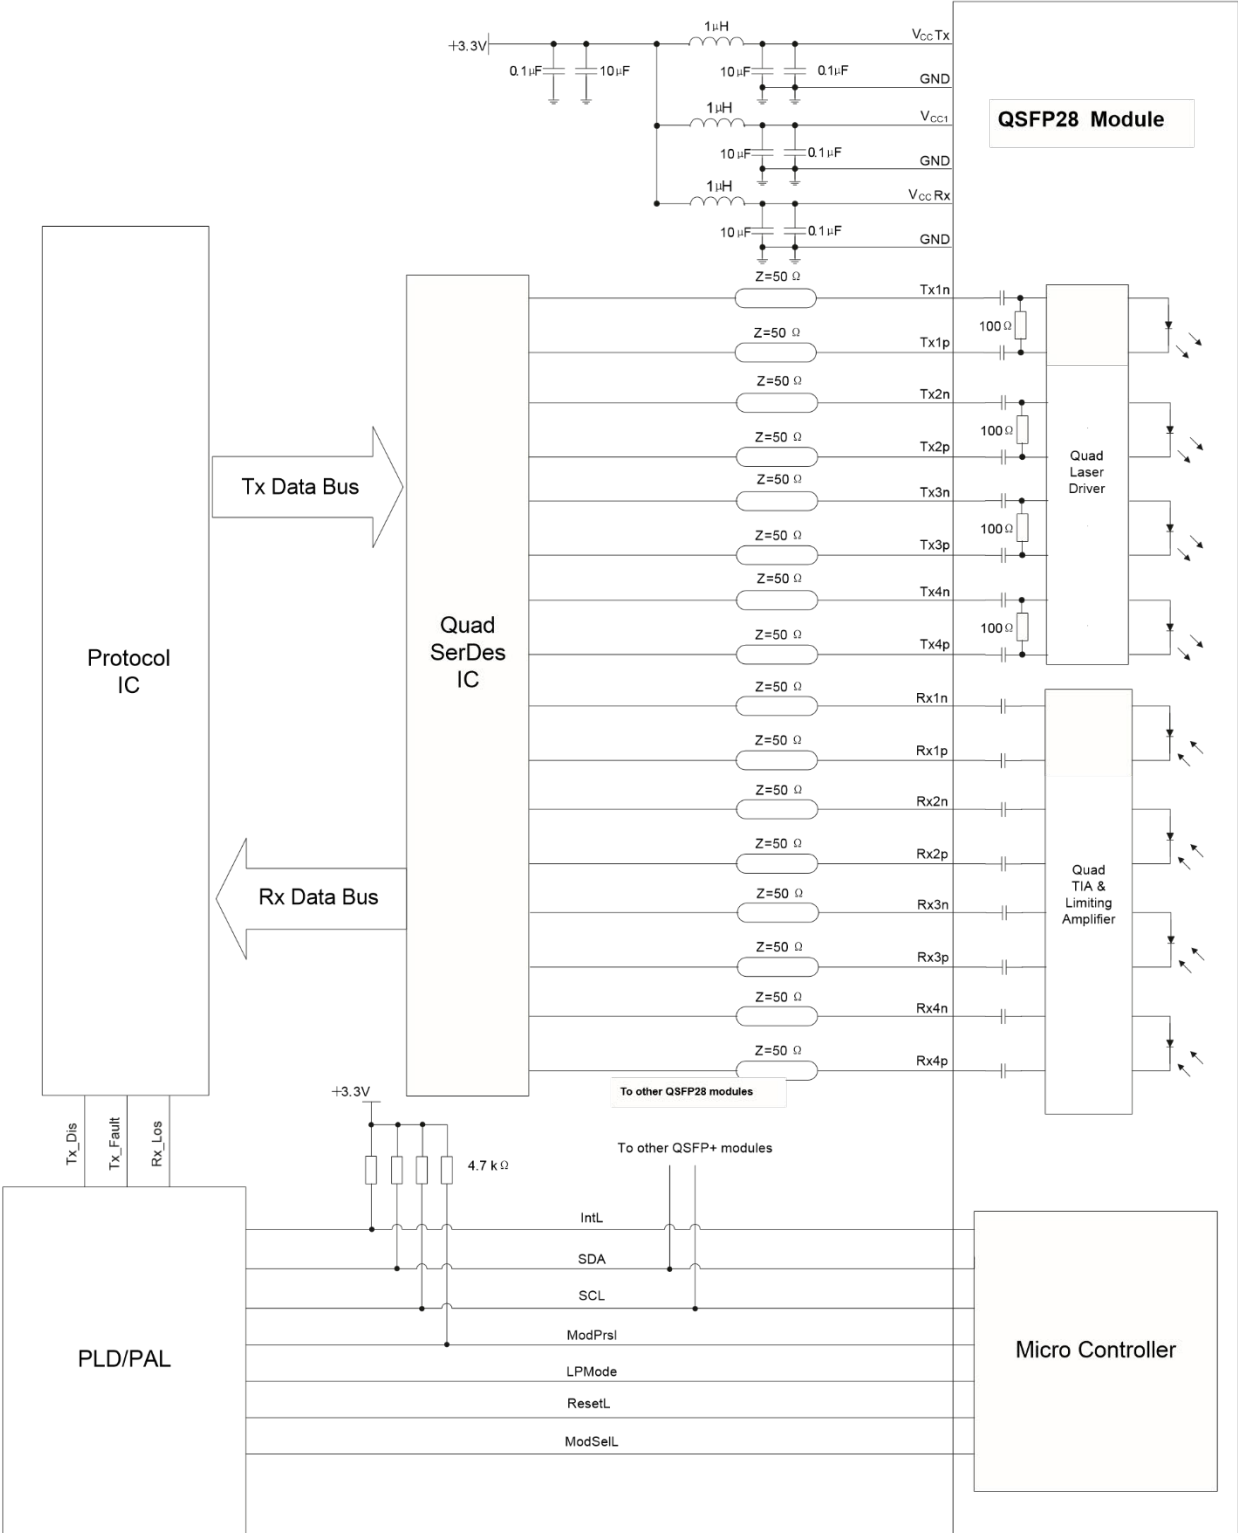 1μH
+3.3V
VCC Tx
0.1μF
10μF
10μF
0.1μF
GND
QSFP28 Module
1μH
VCC1
10μF
0.1μF
GND
1μH
VCC Rx
10μF
0.1μF
GND
Z=50 Ω
Tx1n
100Ω
Z=50 Ω
Tx1p
Z=50 Ω
Tx2n
100Ω
Z=50 Ω
Tx2p
Quad
Laser
Driver
Z=50 Ω
Tx3n
100Ω
Z=50 Ω
Tx3p
Z=50 Ω
Tx4n
100Ω
Z=50 Ω
Tx4p
Tx Data Bus
Protocol
IC
Quad
SerDes
IC
Z=50 Ω
Rx1n
Z=50 Ω
Rx1p
Z=50 Ω
Rx2n
Z=50 Ω
Rx2p
Quad
TIA &
Limiting
Amplifier
Rx Data Bus
Z=50 Ω
Rx3n
Z=50 Ω
Rx3p
Z=50 Ω
Rx4n
Z=50 Ω
Rx4p
To other QSFP28 modules
+3.3V
Tx_Dis
Tx_Fault
Rx_Los
To other QSFP+ modules
4.7 k Ω
IntL
SDA
SCL
ModPrsl
LPMode
ResetL
ModSelL
PLD/PAL
Micro Controller